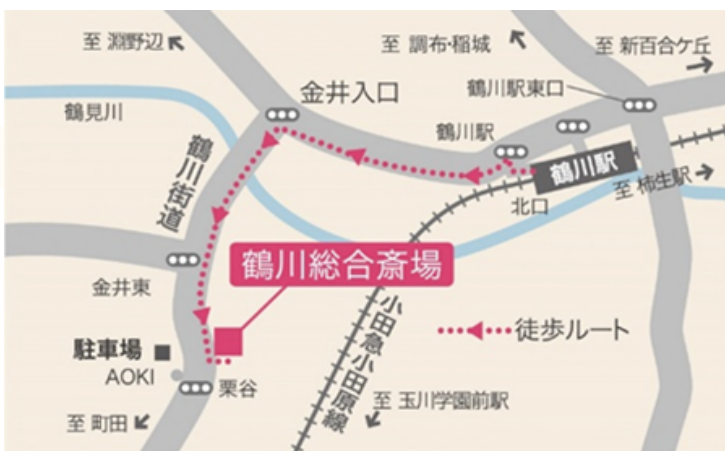 至 淵野辺
至 調布・稲城
至 新百合ケ丘
金井入口
鶴川駅東口
鶴見川
鶴川駅
鶴川街道
鶴川駅
至 柿生駅
北口
鶴川総合斎場
金井東
小田急小田原線
徒歩ルート
駐車場
AOKI
栗谷
至 玉川学園前駅
至 町田